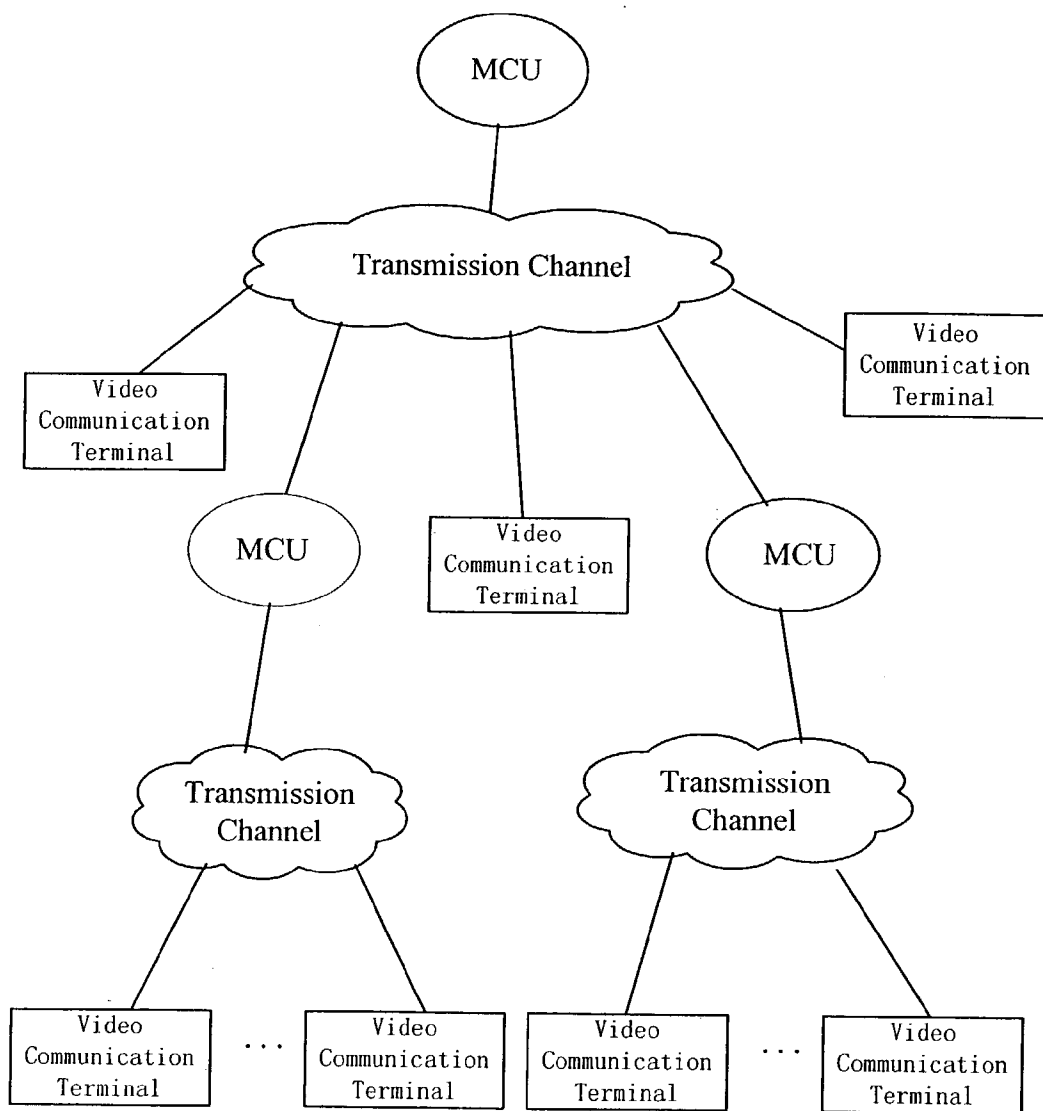 MCU
Transmission Channel
Video
Communication
Terminal
Video
Communication
Terminal
MCU
Video
Communication
Terminal
MCU
Transmission
Channel
Transmission
Channel
Video
Communication
Terminal
...
Video
Communication
Terminal
Video
Communication
Terminal
...
Video
Communication
Terminal